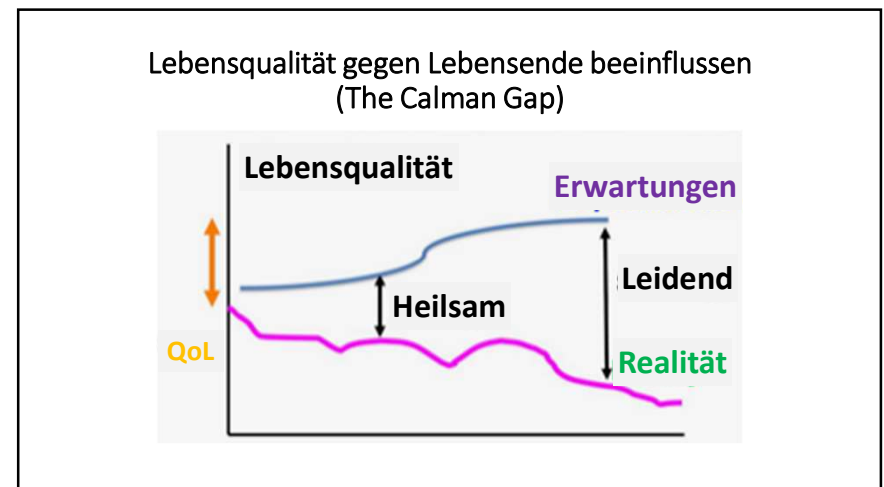 Lebensqualität gegen Lebensende beeinflussen
(The Calman Gap)
Lebensqualität
Erwartungen
Leidend
Heilsam
QoL
Realität